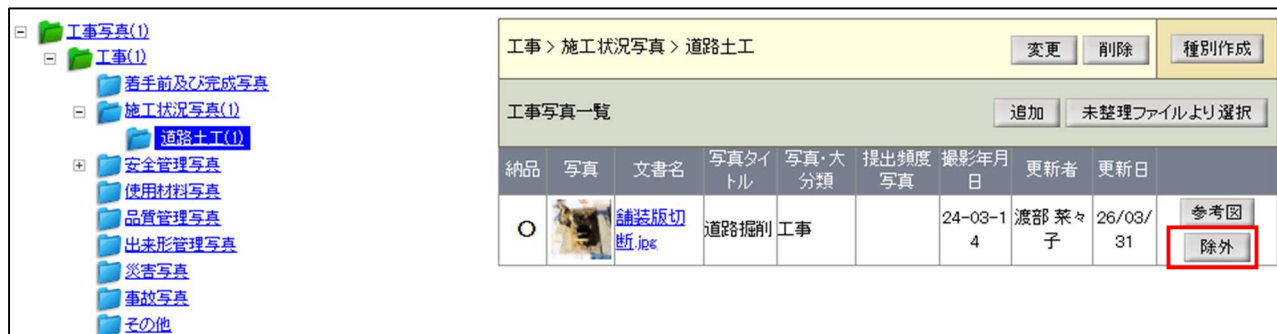 工事写真(1)
工事(1)
着手前及び完成写真
施工状況写真(1)
道路土工(1)
安全管理写真
使用材料写真
品質管理写真
出来形管理写真
災害写真
事故写真
その他
工事 > 施工状況写真 > 道路土工
変更
削除
種別作成
工事写真一覧
追加
未整理ファイルより選択
納品
写真
文書名
写真タイ
トル
写真・大
分類
提出頻度
写真
撮影年月
日
更新者
更新日
○
舗装版切
断.jpg
道路掘削
工事
24-03-1
4
渡部 菜々
子
26/03/
31
参考図
除外